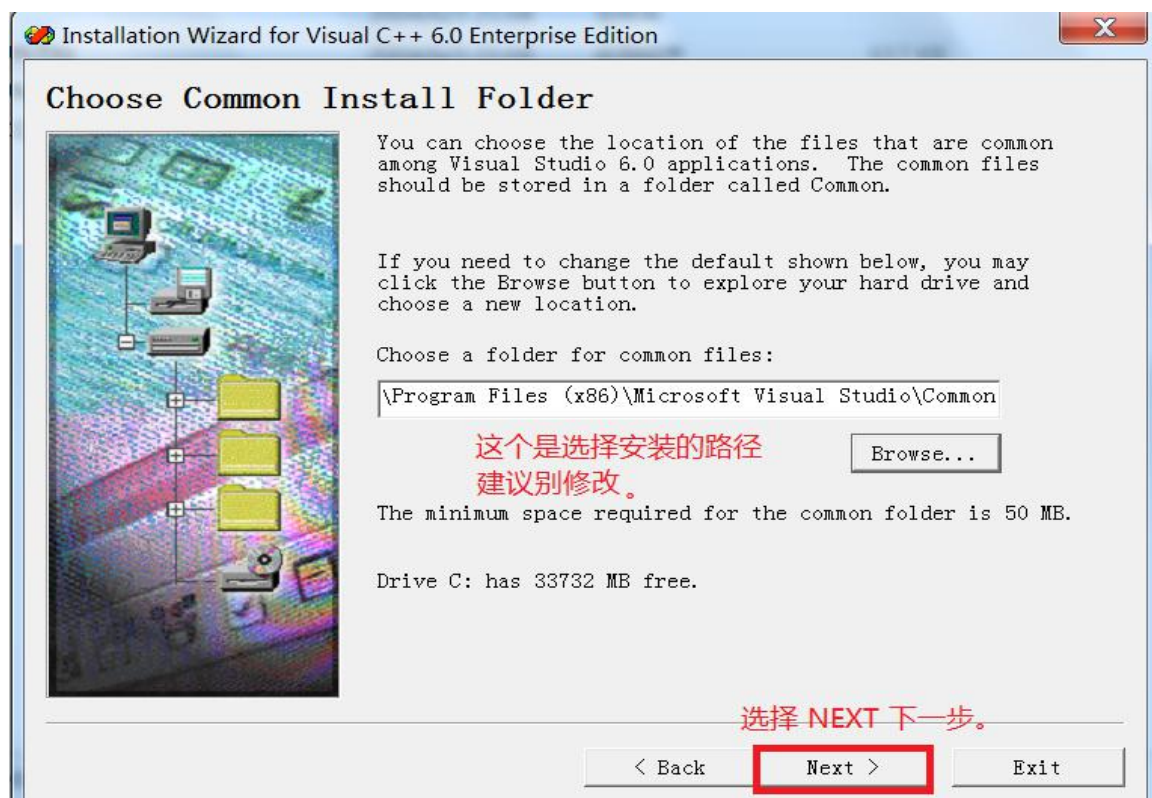 Installation Wizard for Visual C++ 6.0 Enterprise Edition
Choose Common Install Folder
You can choose the location of the files that are common
among Visual Studio 6.0 applications.  The common files
should be stored in a folder called Common.
If you need to change the default shown below, you may
click the Browse button to explore your hard drive and
choose a new location.
Choose a folder for common files:
\Program Files (x86)\Microsoft Visual Studio\Common
这个是选择安装的路径
建议别修改。
Browse...
The minimum space required for the common folder is 50 MB.
Drive C: has 33732 MB free.
选择 NEXT 下一步。
< Back
Next >
Exit